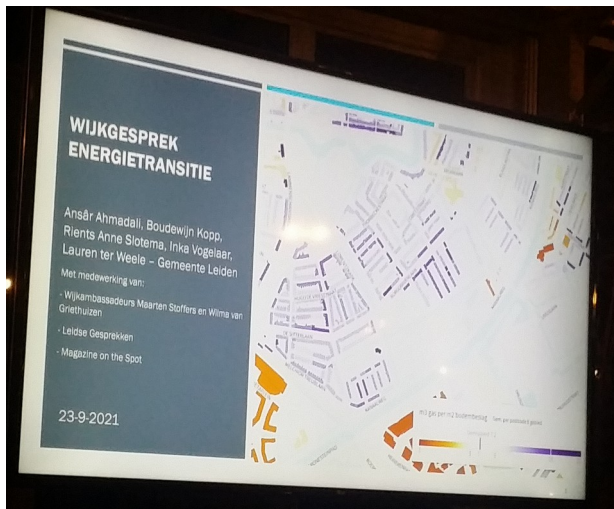 WIJKGESPREK
ENERGIETRANSITIE
Ansâr Ahmadali, Boudewijn Kopp,
Rients Anne Slotema, Inka Vogelaar,
Lauren ter Weele – Gemeente Leiden
Met medewerking van:
- Wijkambassadeurs Maarten Stoffers en Wilma van
Griethuizen
- Leidse Gesprekken
- Magazine on the Spot
23-9-2021
m3 gas per m2 bodembeslag